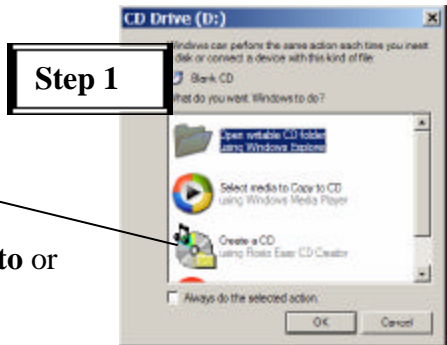 CD Drive (D:)
Windows can perform the same action each time you insert
a disk or connect a device with this kind of file:
Blank CD
What do you want Windows to do?
Step 1
Open writable CD folder
using Windows Explorer
Select media to Copy to CD
using Windows Media Player
Create a CD
using Roxio Easy CD Creator
to or
Always do the selected action.
OK
Cancel